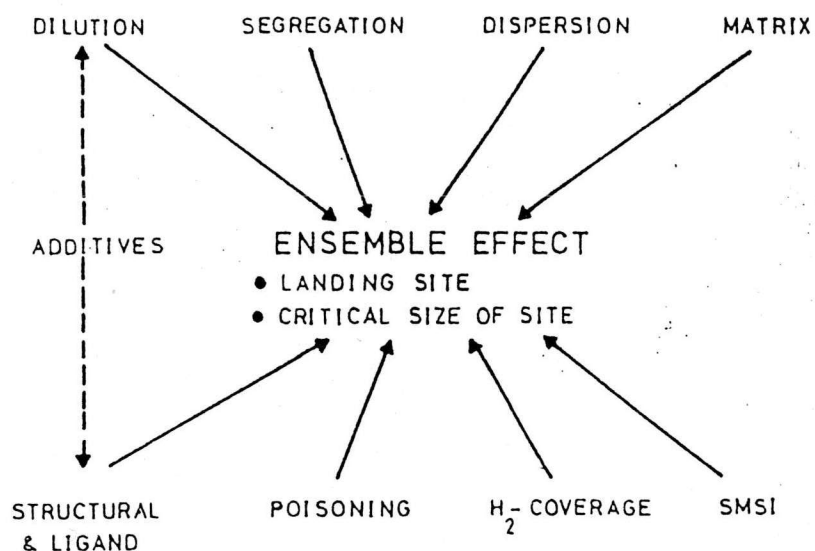 DILUTION SEGREGATION DISPERSION MATRIX
ADDITIVES ENSEMBLE EFFECT
• LANDING SITE
• CRITICAL SIZE OF SITE
STRUCTURAL & LIGAND
POISONING
H2-COVERAGE
SMSI